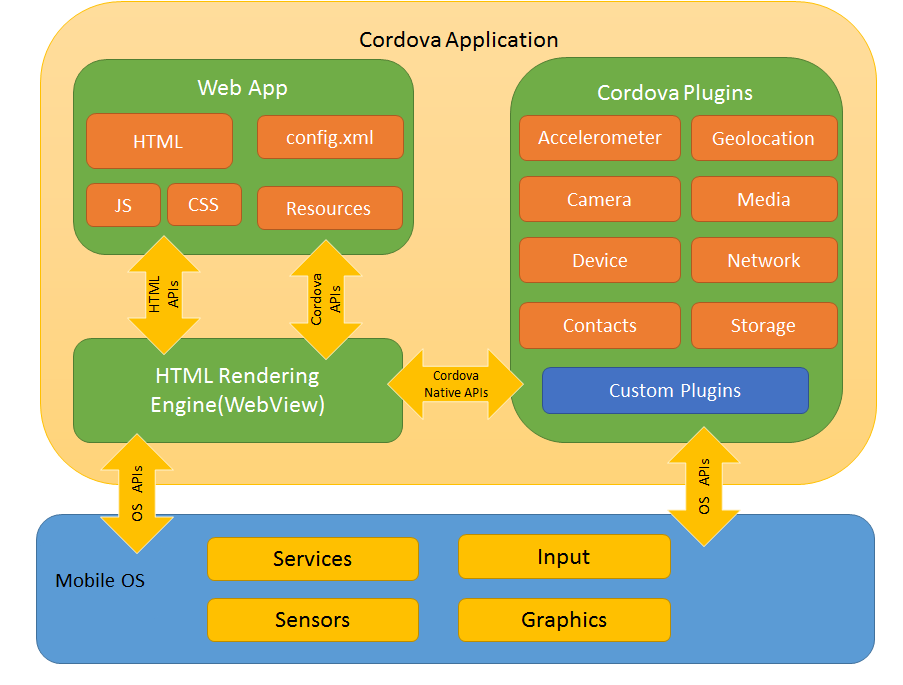 Cordova Application
Web App
HTML
config.xml
JS
CSS
Resources
HTML
APIs
Cordova
APIs
HTML Rendering
Engine(WebView)
Cordova
Native APIs
Cordova Plugins
Accelerometer
Geolocation
Camera
Media
Device
Network
Contacts
Storage
Custom Plugins
OS APIs
OS APIs
Mobile OS
Services
Input
Sensors
Graphics